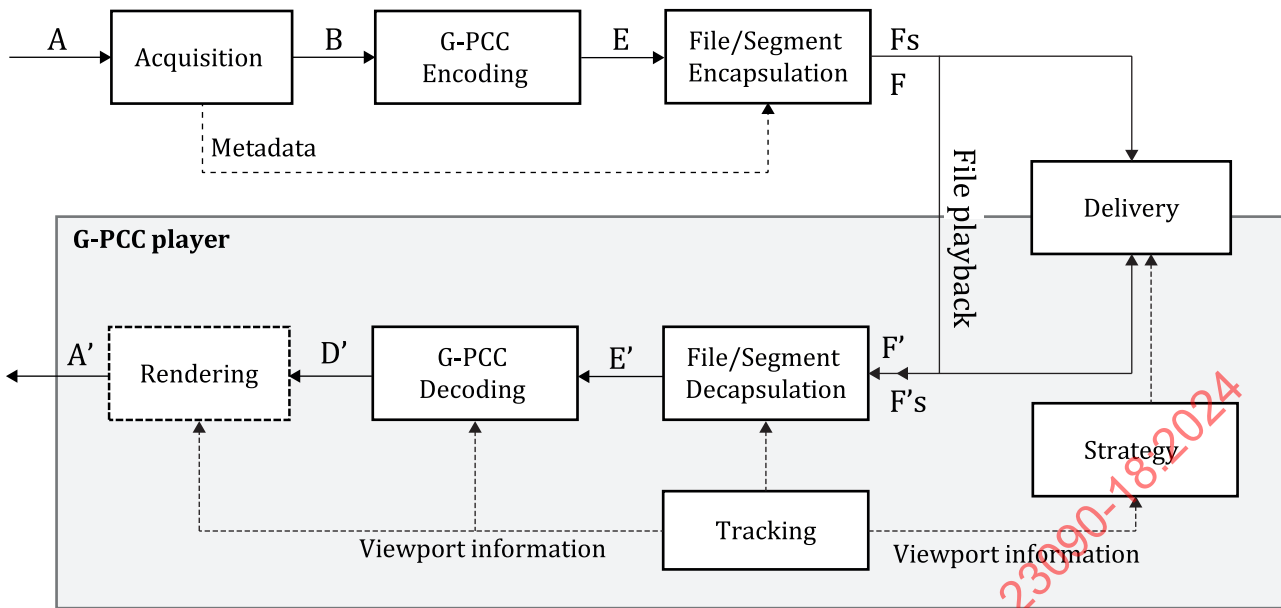 A
Acquisition
B
G-PCC
Encoding
E
File/Segment
Encapsulation
Fs
F
Metadata
File playback
Delivery
G-PCC player
A’
Rendering
D’
G-PCC
Decoding
E’
File/Segment
Decapsulation
F’
F’s
Strategy
Tracking
Viewport information
Viewport information
23090-18:2024